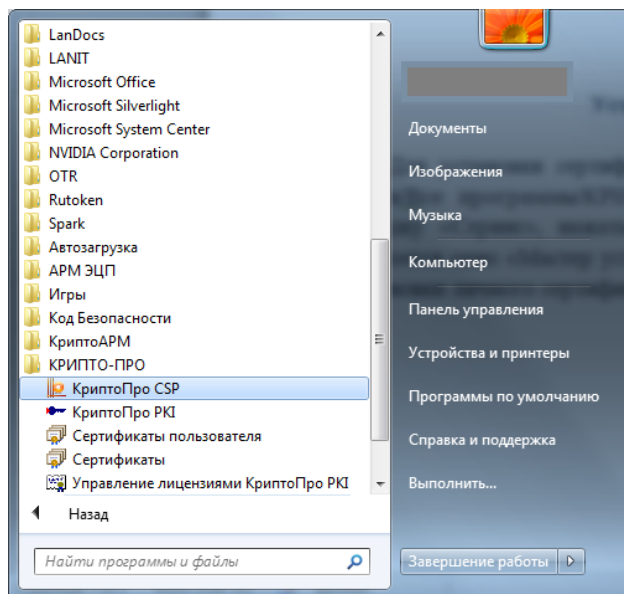 LanDocs
LANIT
Microsoft Office
Microsoft Silverlight
Microsoft System Center
NVIDIA Corporation
OTR
Rutoken
Spark
Автозагрузка
АРМ ЭЦП
Игры
Код Безопасности
КриптоАРМ
КРИПТО-ПРО
КриптоПро CSP
КриптоПро PKI
Сертификаты пользователя
Сертификаты
Управление лицензиями КриптоПро PKI
Назад
Найти программы и файлы
Документы
Изображения
Музыка
Компьютер
Панель управления
Устройства и принтеры
Программы по умолчанию
Справка и поддержка
Выполнить...
Завершение работы